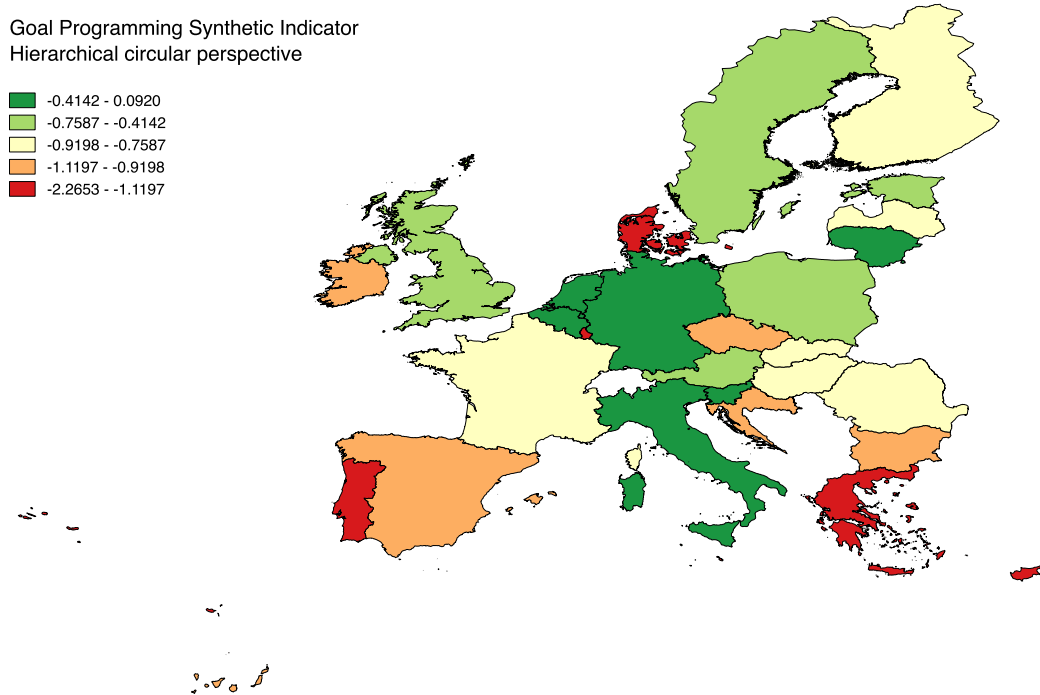 Goal Programming Synthetic Indicator
Hierarchical circular perspective
-0.4142 - 0.0920
-0.7587 - -0.4142
-0.9198 - -0.7587
-1.1197 - -0.9198
-2.2653 - -1.1197